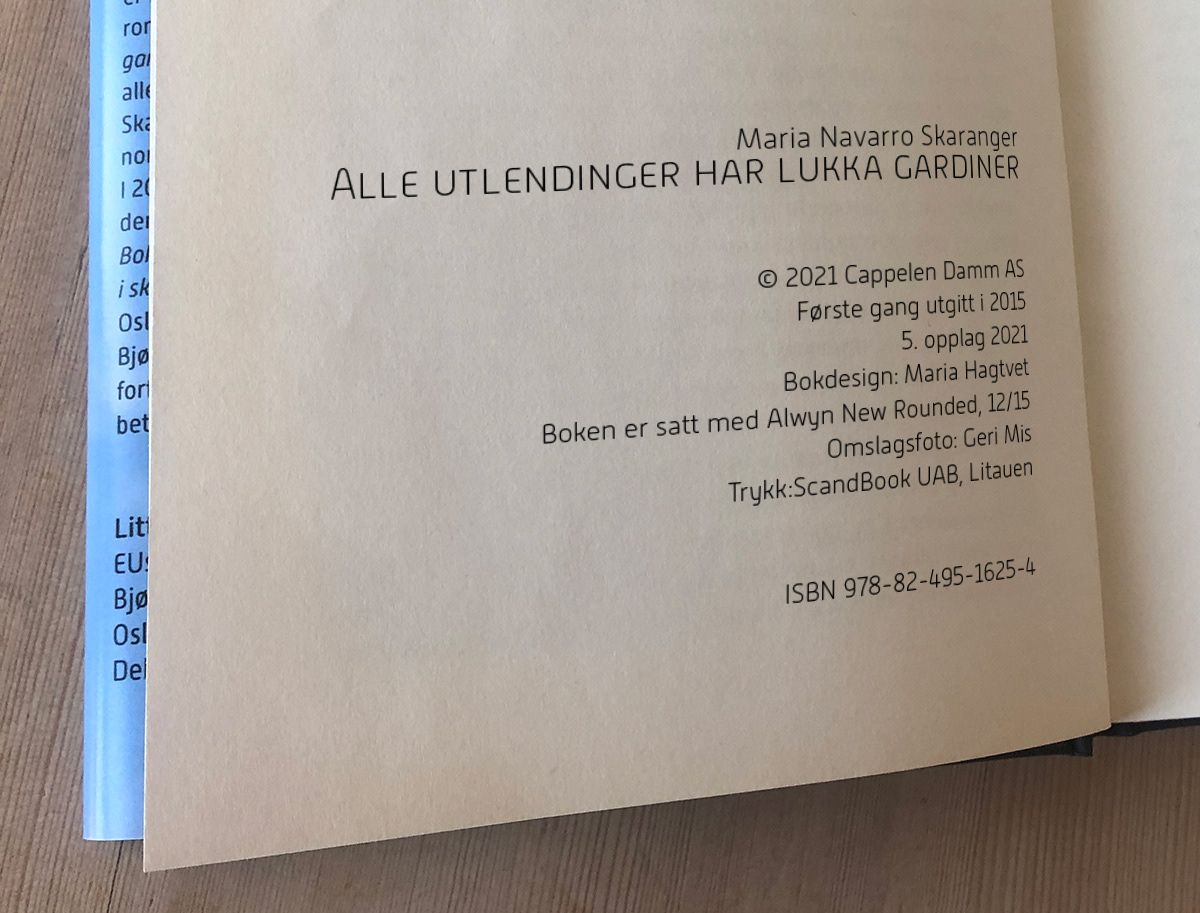 Maria Navarro Skaranger
ALLE UTLENDINGER HAR LUKKA GARDINER
© 2021 Cappelen Damm AS
Første gang utgitt i 2015
5. opplag 2021
Bokdesign: Maria Hagtvet
Boken er satt med Alwyn New Rounded, 12/15
Omslagsfoto: Geri Mis
Trykk:ScandBook UAB, Litauen
ISBN 978-82-495-1625-4